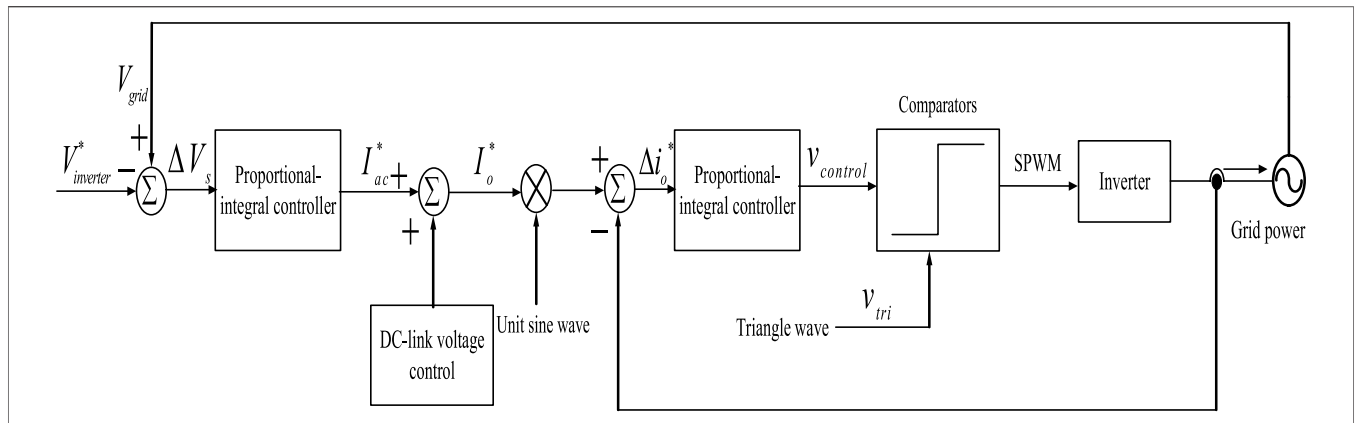 V_grid
+
V*_inverter
−
Σ
ΔV_s
Proportional-
integral controller
I*_ac
+
Σ
+
I*_o
DC-link voltage
control
Unit sine wave
+
Σ
−
Δi*_o
Proportional-
integral controller
v_control
Comparators
Triangle wave
v_tri
SPWM
Inverter
Grid power